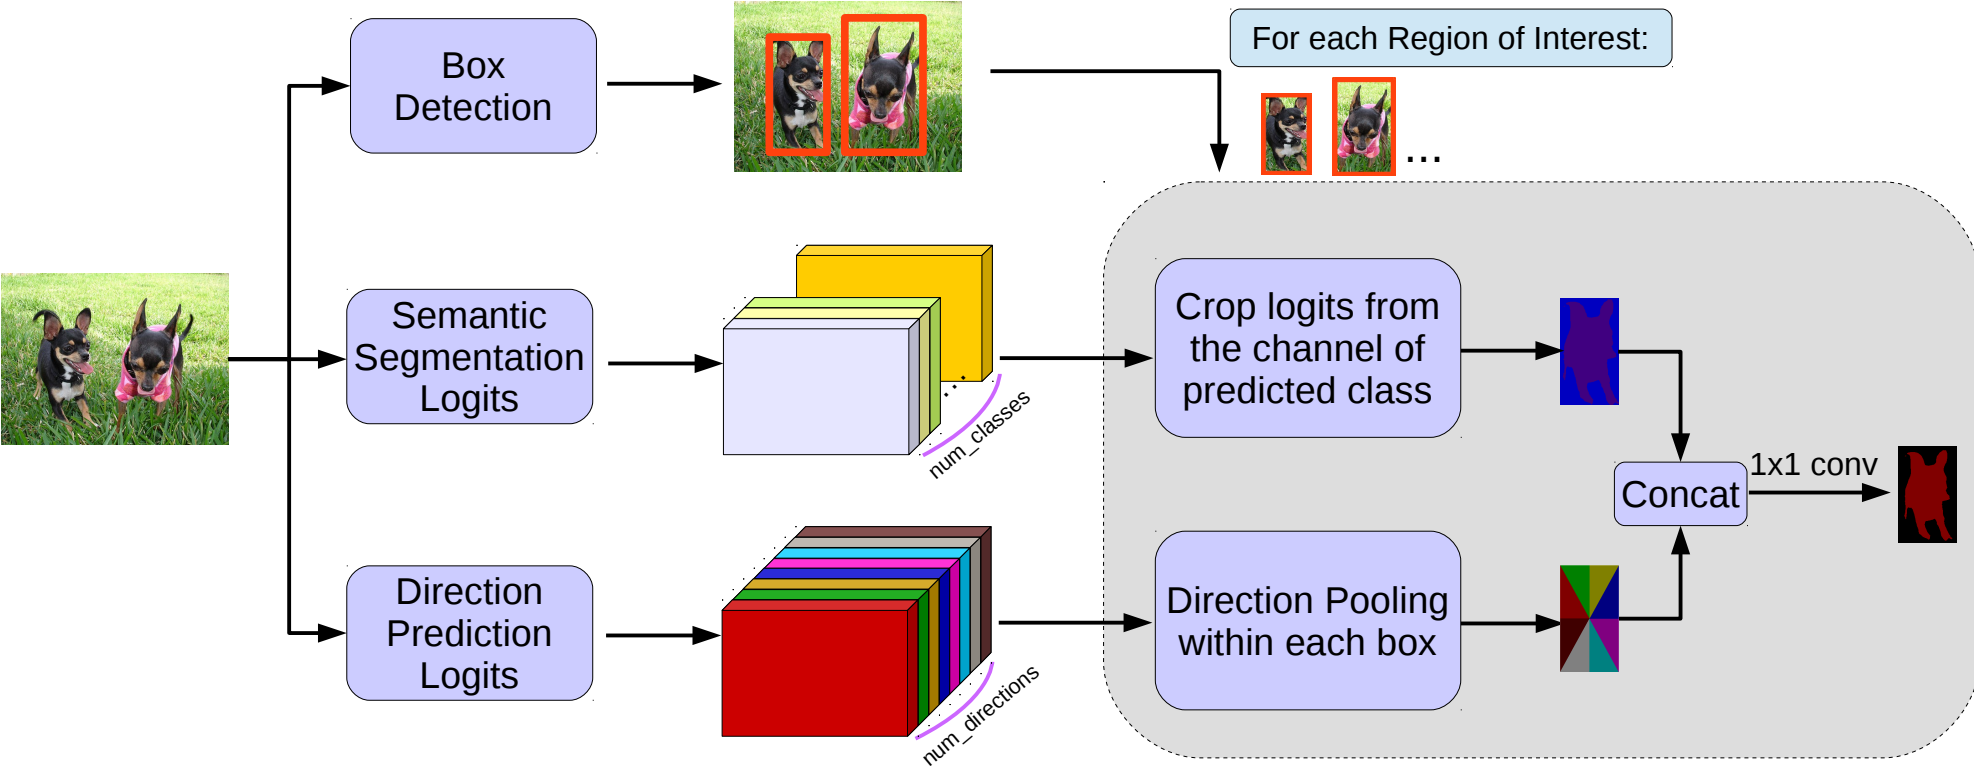 Box
Detection
For each Region of Interest:
...
Semantic
Segmentation
Logits
num_classes
Crop logits from
the channel of
predicted class
Concat
1x1 conv
Direction
Prediction
Logits
num_directions
Direction Pooling
within each box